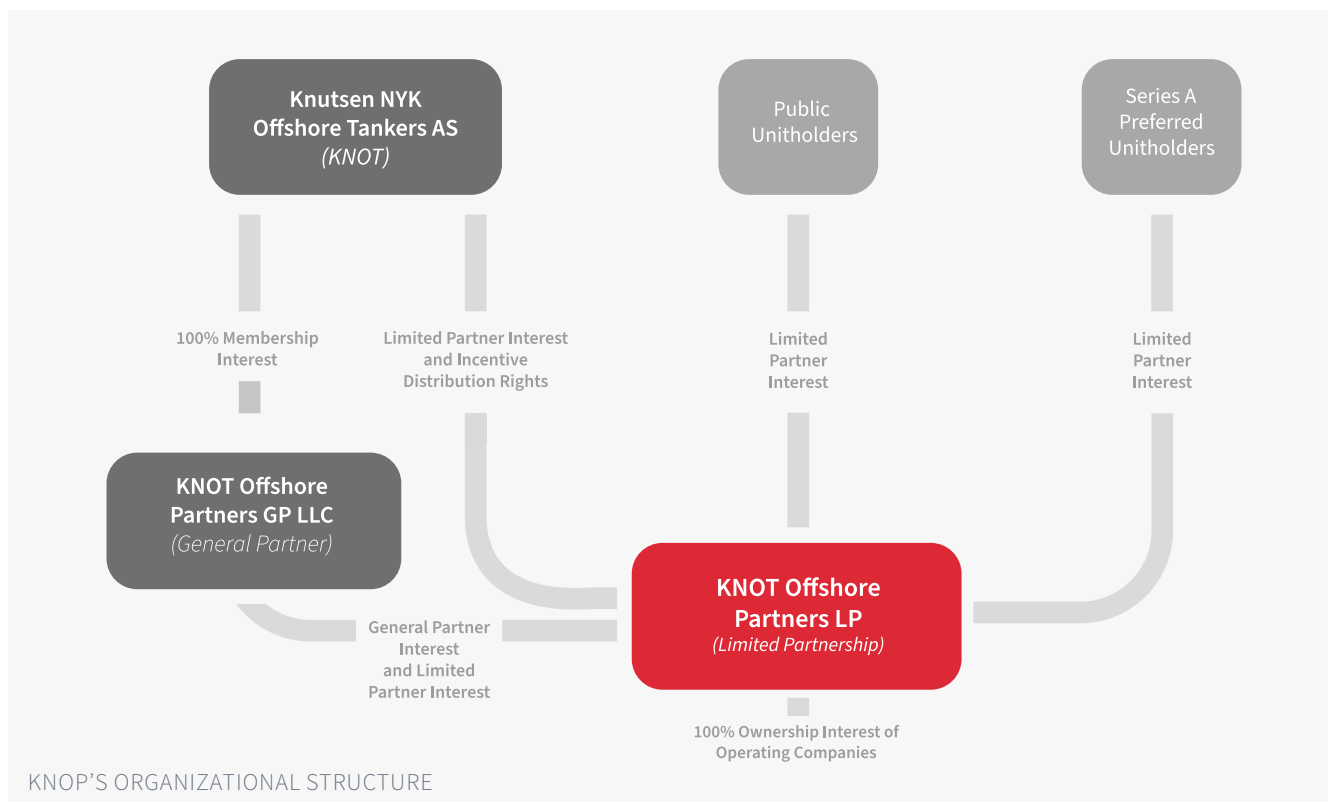 Knutsen NYK
Offshore Tankers AS
(KNOT)
Public
Unitholders
Series A
Preferred
Unitholders
100% Membership
Interest
Limited Partner Interest
and Incentive
Distribution Rights
Limited
Partner
Interest
Limited
Partner
Interest
KNOT Offshore
Partners GP LLC
(General Partner)
KNOT Offshore
Partners LP
(Limited Partnership)
General Partner
Interest
and Limited
Partner Interest
100% Ownership Interest of
Operating Companies
KNOP'S ORGANIZATIONAL STRUCTURE